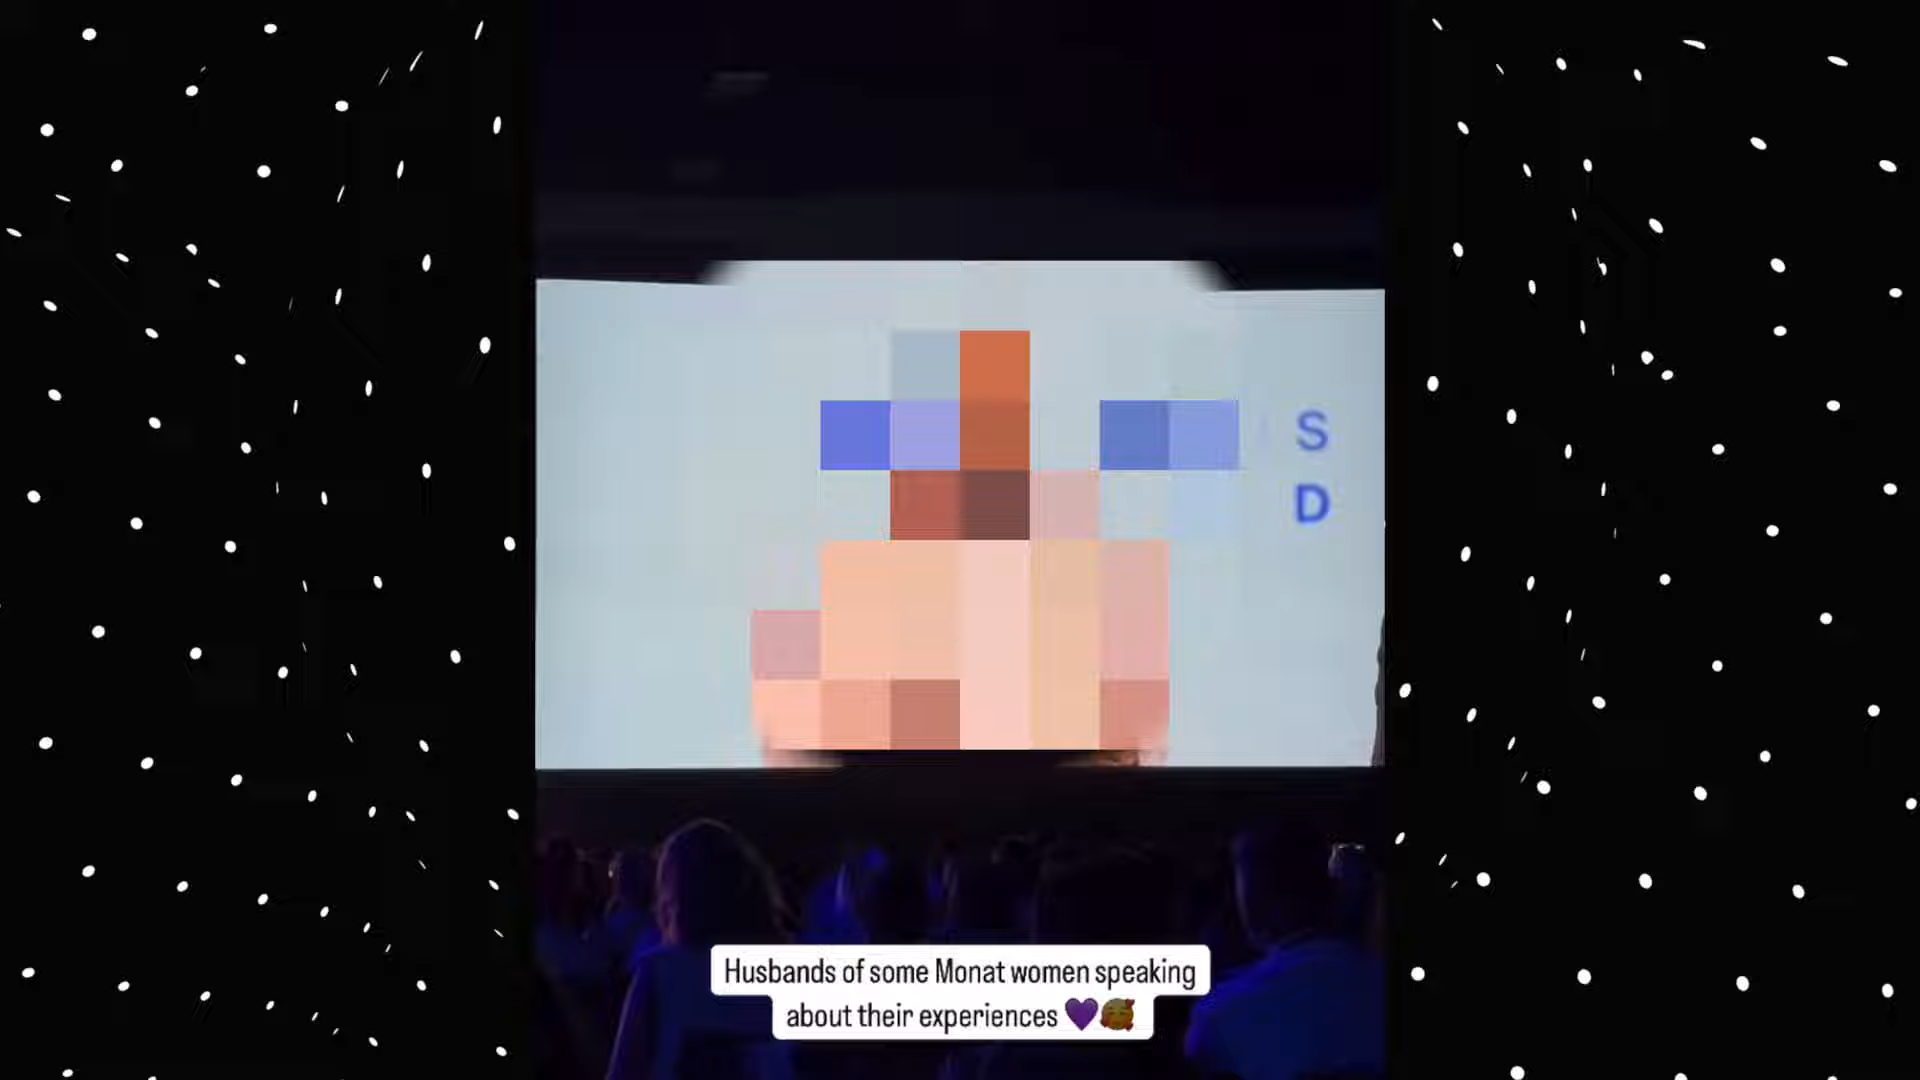 S
D
Husbands of some Monat women speaking
about their experiences 💜🥰